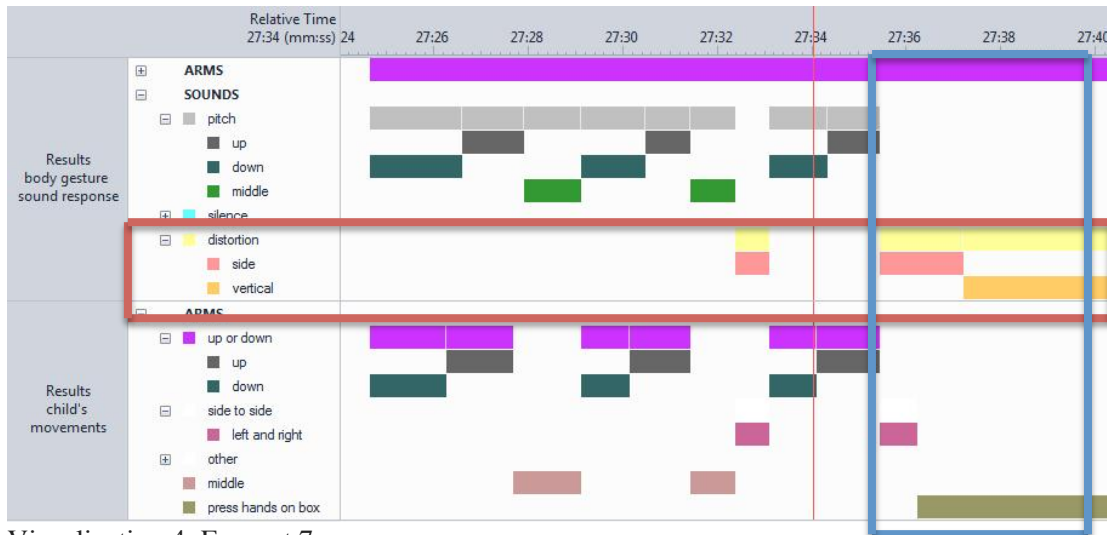 Relative Time
27:34 (mm:ss) 24 27:26 27:28 27:30 27:32 27:34 27:36 27:38 27:40
ARMS
SOUNDS
pitch
up
Results
body gesture
sound response
down
middle
silence
distortion
side
vertical
ARMS
up or down
up
Results
child's
movements
down
side to side
left and right
other
middle
press hands on box